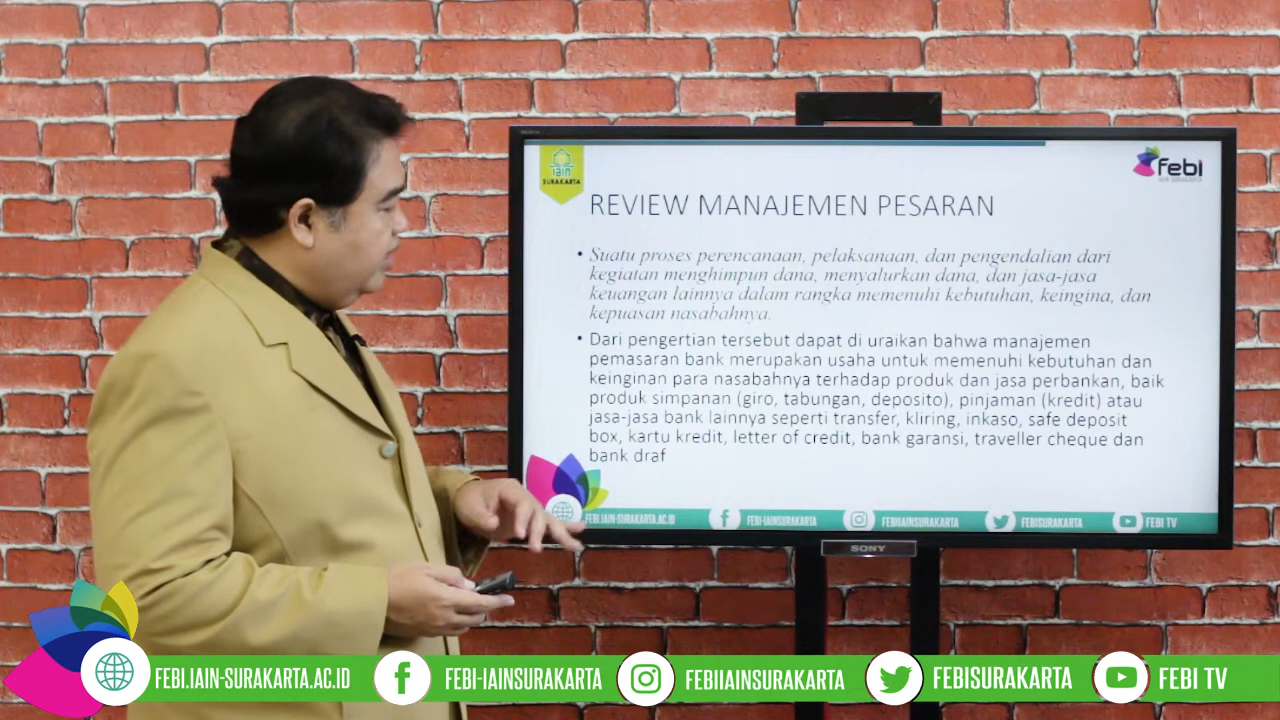 iain
SURAKARTA
febi
REVIEW MANAJEMEN PESARAN
• Suatu proses perencanaan, pelaksanaan, dan pengendalian dari
kegiatan menghimpun dana, menyalurkan dana, dan jasa-jasa
keuangan lainnya dalam rangka memenuhi kebutuhan, keingina, dan
kepuasan nasabahnya.
• Dari pengertian tersebut dapat di uraikan bahwa manajemen
pemasaran bank merupakan usaha untuk memenuhi kebutuhan dan
keinginan para nasabahnya terhadap produk dan jasa perbankan, baik
produk simpanan (giro, tabungan, deposito), pinjaman (kredit) atau
jasa-jasa bank lainnya seperti transfer, kliring, inkaso, safe deposit
box, kartu kredit, letter of credit, bank garansi, traveller cheque dan
bank draf
FEBI.IAIN-SURAKARTA.AC.ID FEBI-IAINSURAKARTA FEBIIAINSURAKARTA FEBISURAKARTA FEBI TV
SONY
FEBI.IAIN-SURAKARTA.AC.ID FEBI-IAINSURAKARTA FEBIIAINSURAKARTA FEBISURAKARTA FEBI TV